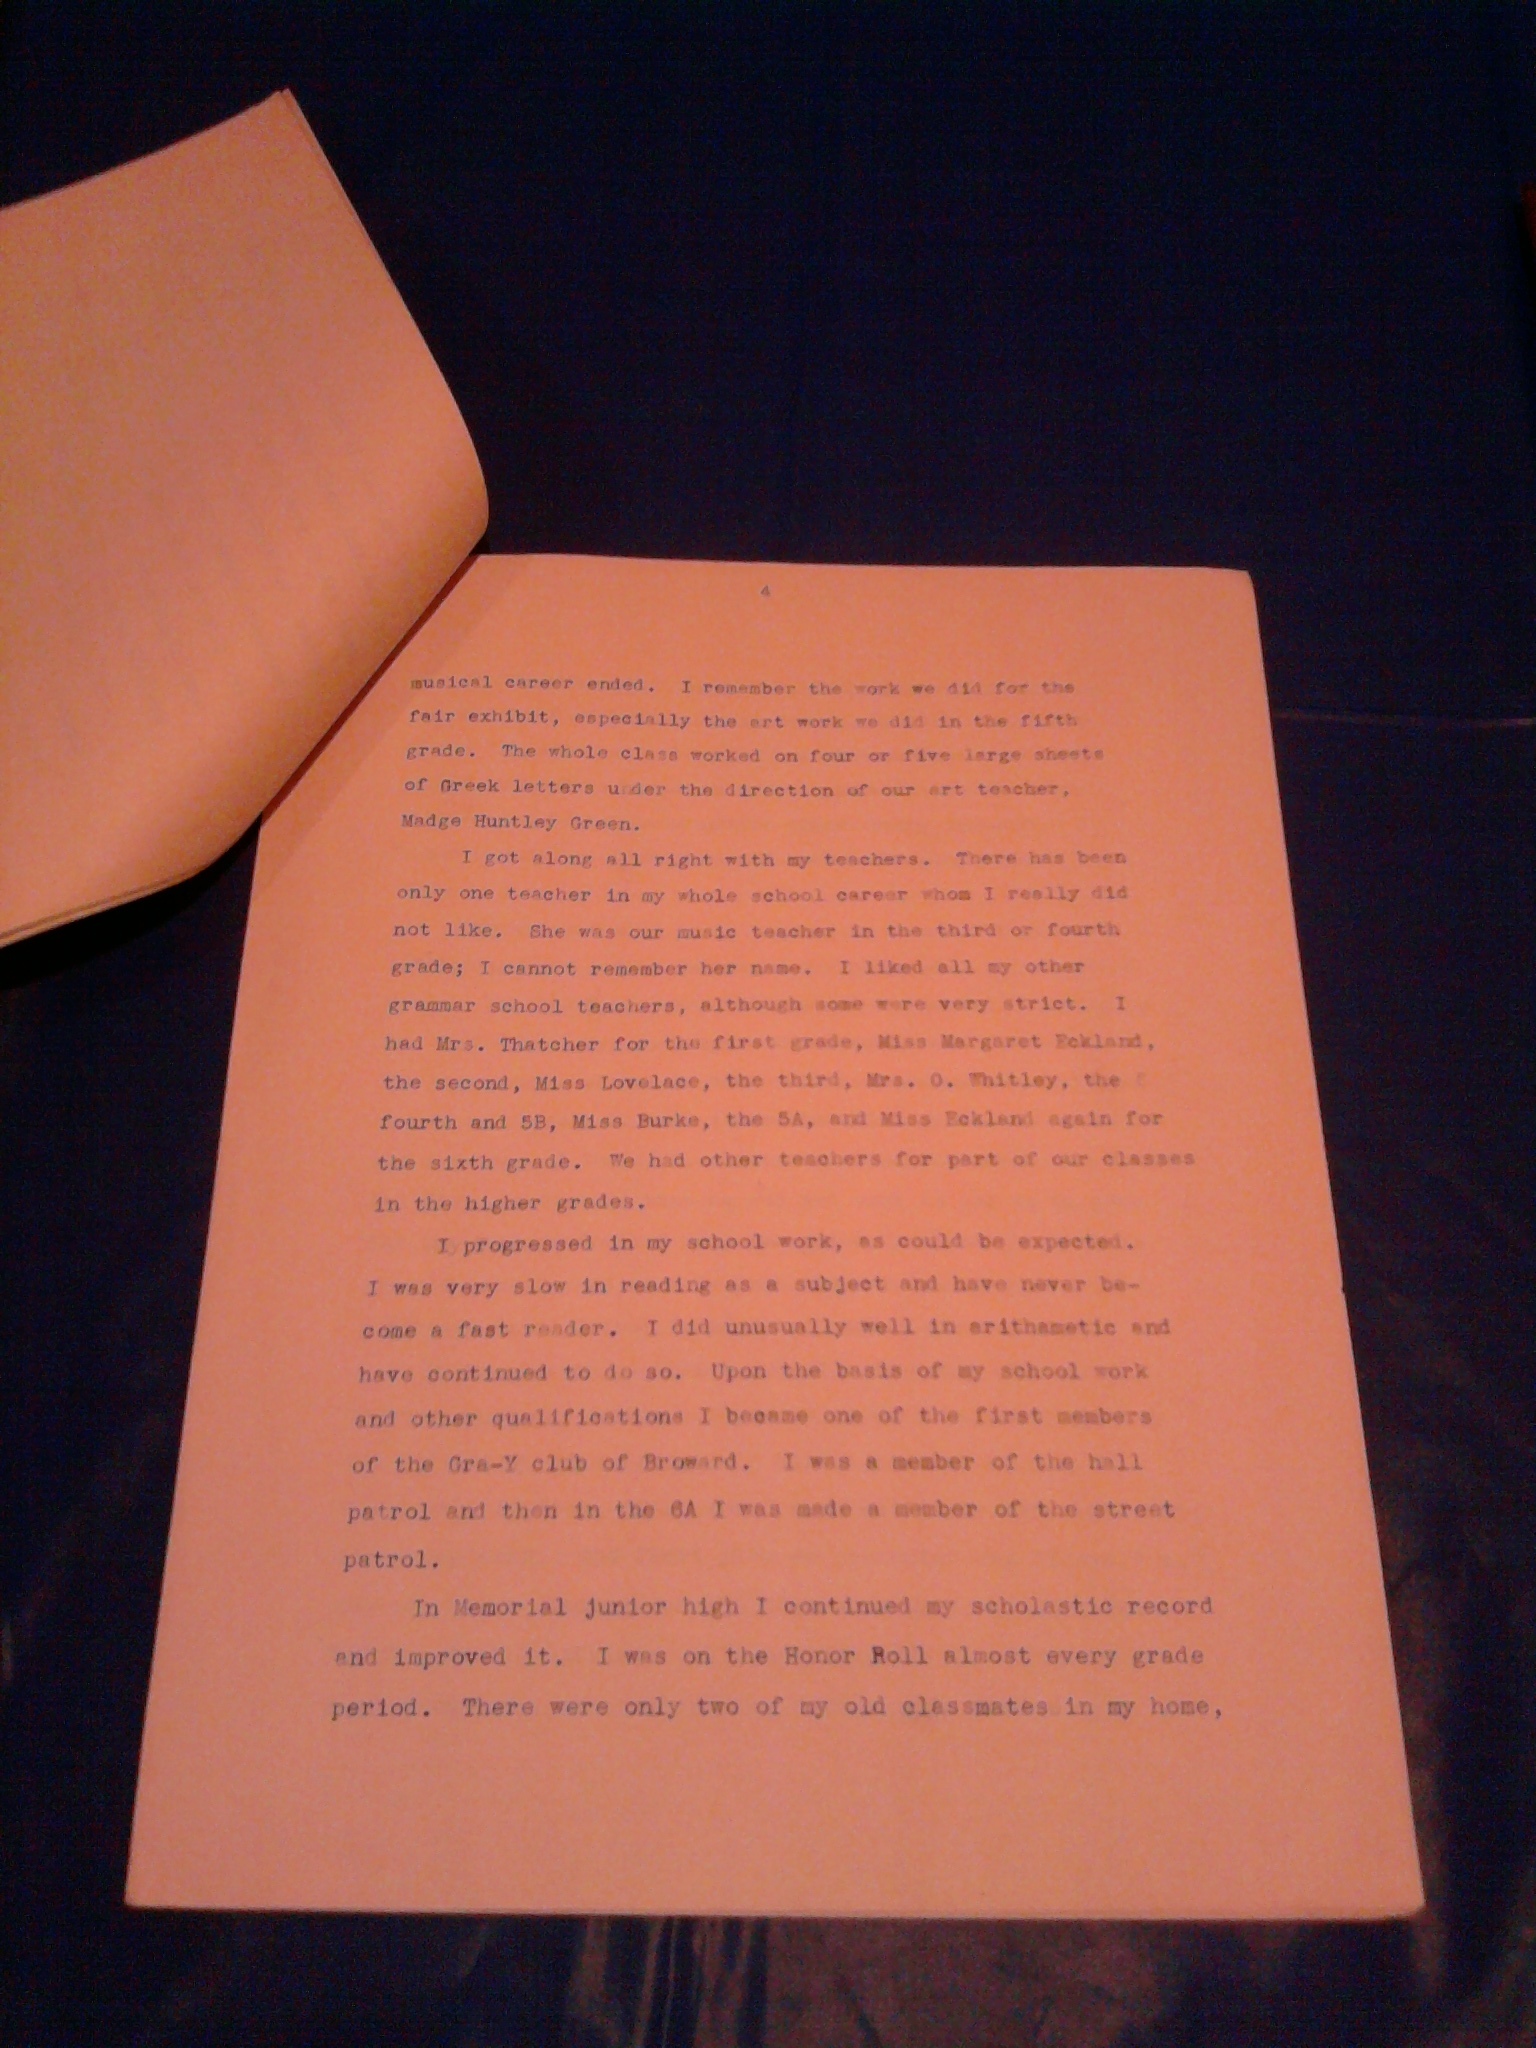 4
musical career ended. I remember the work we did for the
fair exhibit, especially the art work we did in the fifth
grade. The whole class worked on four or five large sheets
of Greek letters under the direction of our art teacher,
Madge Huntley Green.
I got along all right with my teachers. There has been
only one teacher in my whole school career whom I really did
not like. She was our music teacher in the third or fourth
grade; I cannot remember her name. I liked all my other
grammar school teachers, although some were very strict. I
had Mrs. Thatcher for the first grade, Miss Margaret Eckland,
the second, Miss Lovelace, the third, Mrs. O. Whitley, the
fourth and 5B, Miss Burke, the 5A, and Miss Eckland again for
the sixth grade. We had other teachers for part of our classes
in the higher grades.
I progressed in my school work, as could be expected.
I was very slow in reading as a subject and have never be-
come a fast reader. I did unusually well in arithametic and
have continued to do so. Upon the basis of my school work
and other qualifications I became one of the first members
of the Gra-Y club of Broward. I was a member of the hall
patrol and then in the 6A I was made a member of the street
patrol.
In Memorial junior high I continued my scholastic record
and improved it. I was on the Honor Roll almost every grade
period. There were only two of my old classmates in my home,